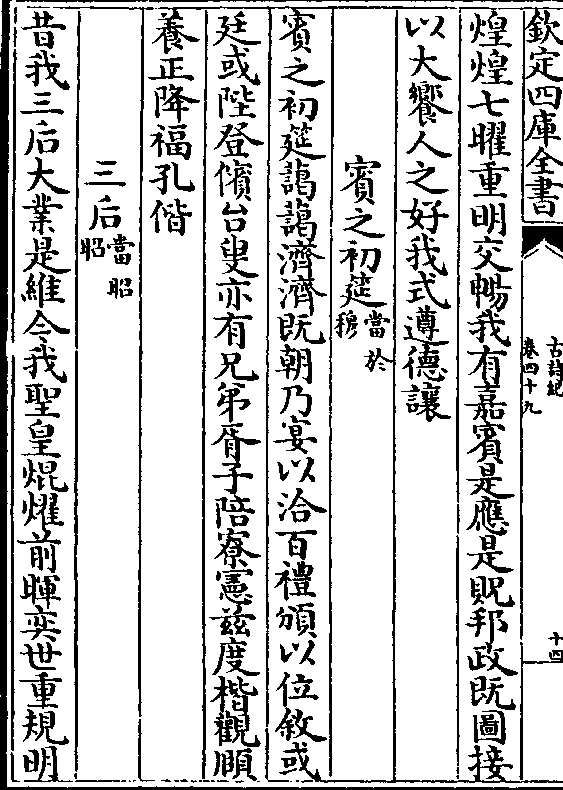 欽定四庫全書
古詩紀
卷四十九
十四
煌煌七曜重明交暢我有嘉賓是應是貺邦政既圖接
以大饗人之好我式遵德讓
賓之初筵當於穆
賓之初筵藹藹濟濟既朝乃宴以洽百禮頒以位敘或
廷或陛登儐台叟亦有兄弟胥子陪寮憲茲度楷觀頤
養正降福孔偕
三后當昭昭
昔我三后大業是維今我聖皇焜燿前暉奕世重規明